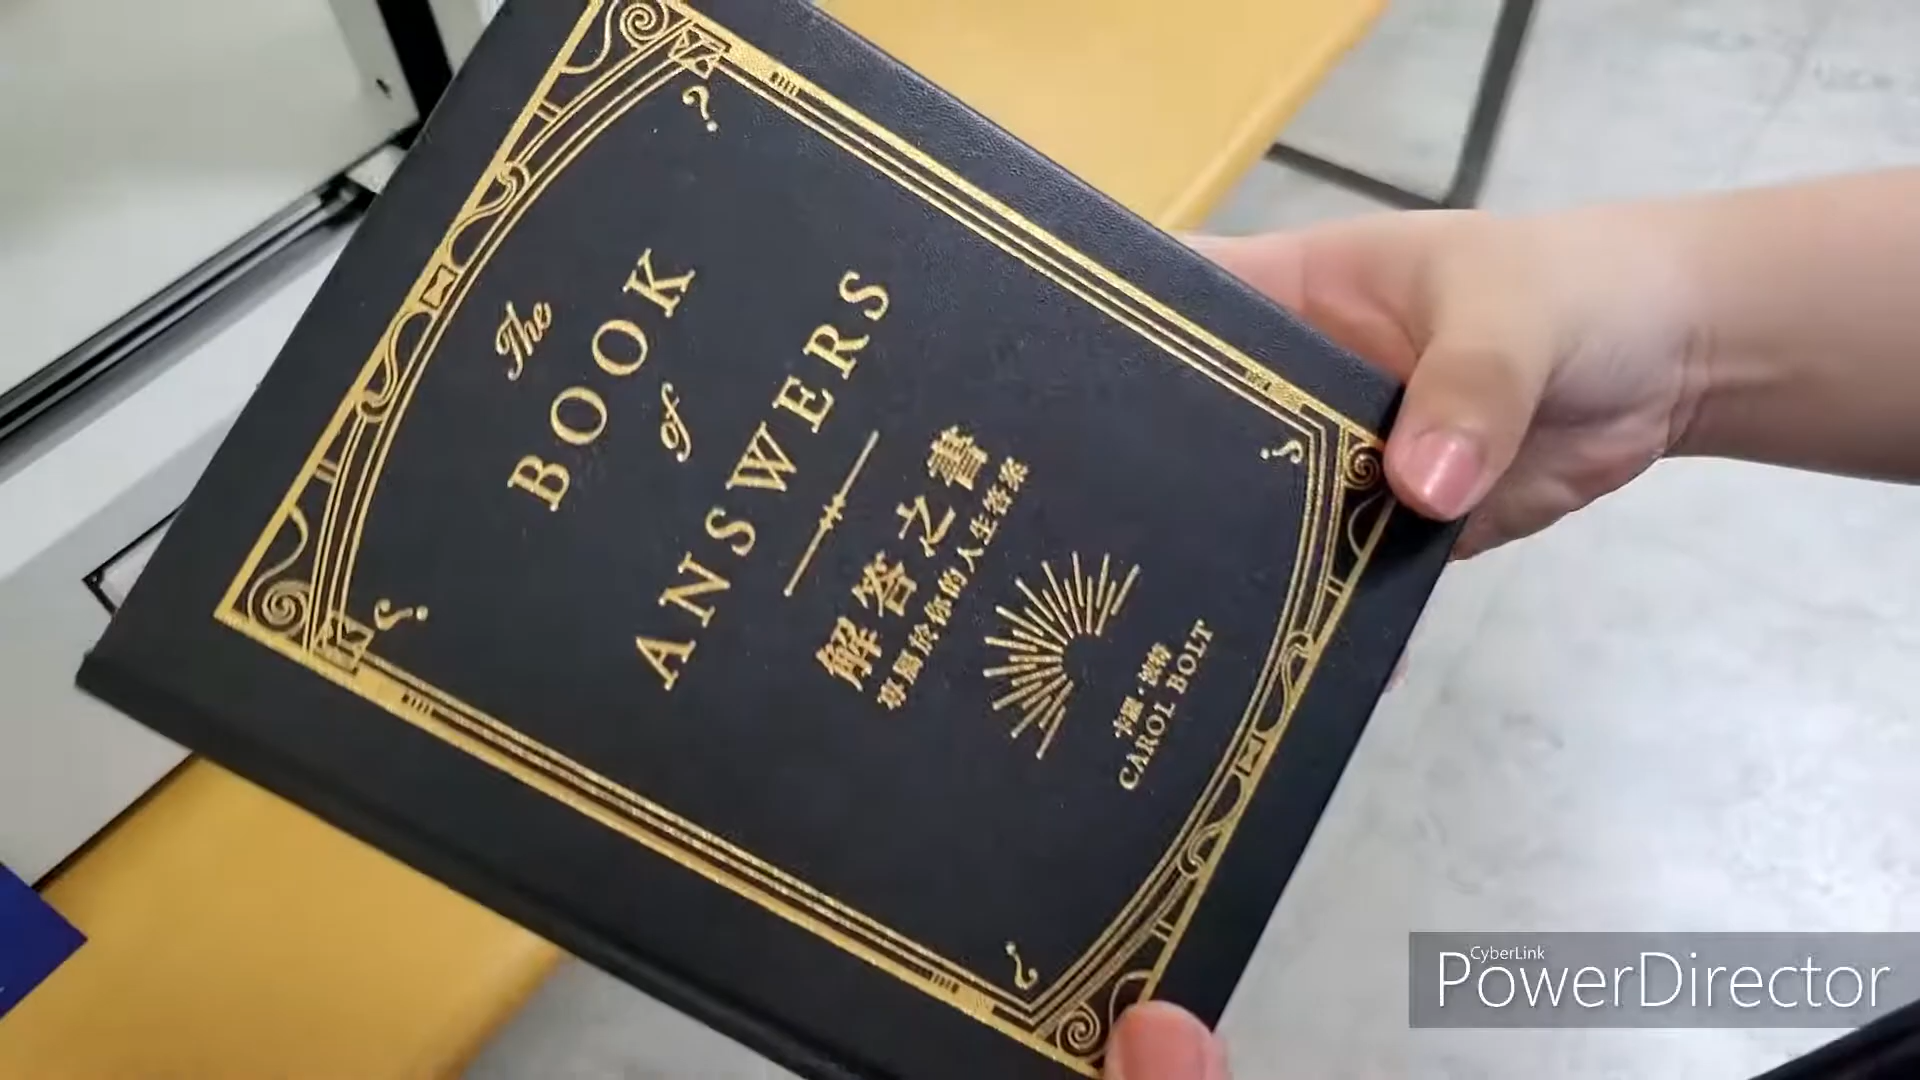 The
BOOK
of
ANSWERS
解答之書
專屬於你的人生答案
卡蘿·波特
CAROL BOLT
CyberLink
PowerDirector